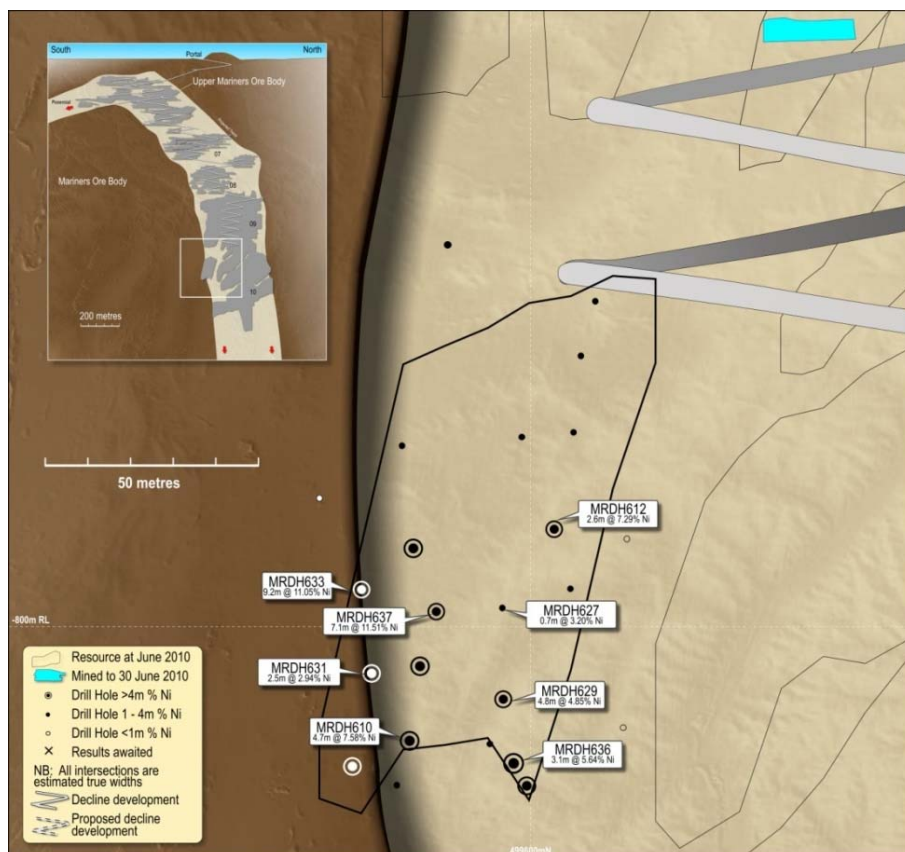 South
Portal
North
Upper Mariners Ore Body
07
Mariners Ore Body
08
09
10
200 metres
50 metres
MRDH612
2.6m @ 7.29% Ni
MRDH633
9.2m @ 11.05% Ni
MRDH637
7.1m @ 11.51% Ni
MRDH627
0.7m @ 3.20% Ni
-800m RL
MRDH631
2.5m @ 2.94% Ni
MRDH629
4.8m @ 4.85% Ni
MRDH610
4.7m @ 7.58% Ni
MRDH636
3.1m @ 5.64% Ni
Resource at June 2010
Mined to 30 June 2010
Drill Hole >4m % Ni
Drill Hole 1 - 4m % Ni
Drill Hole <1m % Ni
Results awaited
NB: All intersections are
estimated true widths
Decline development
Proposed decline
development